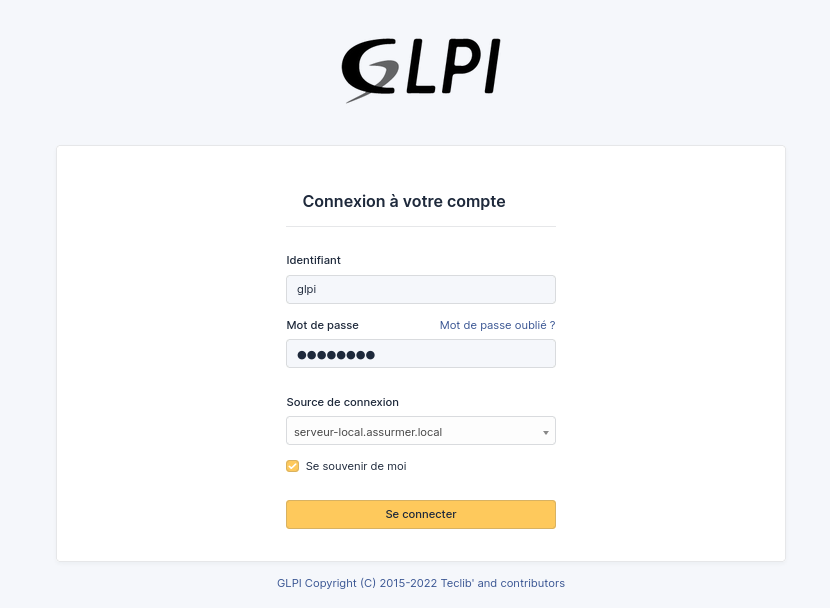 GLPI
Connexion à votre compte
Identifiant
glpi
Mot de passe Mot de passe oublié ?
●●●●●●●●
Source de connexion
serveur-local.assurmer.local
Se souvenir de moi
Se connecter
GLPI Copyright (C) 2015-2022 Teclib' and contributors